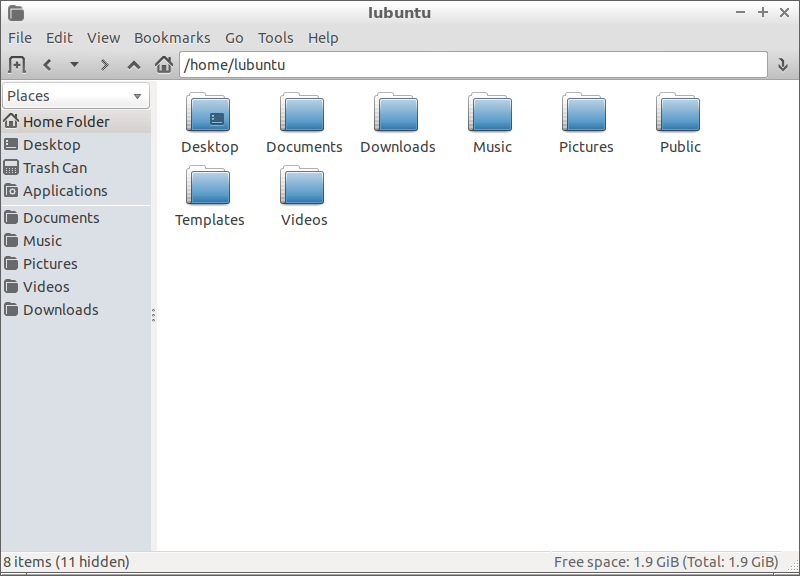 lubuntu
File Edit View Bookmarks Go Tools Help
/home/lubuntu
Places
Home Folder
Desktop
Trash Can
Applications
Documents
Music
Pictures
Videos
Downloads
Desktop Documents Downloads Music Pictures Public
Templates Videos
8 items (11 hidden) Free space: 1.9 GiB (Total: 1.9 GiB)